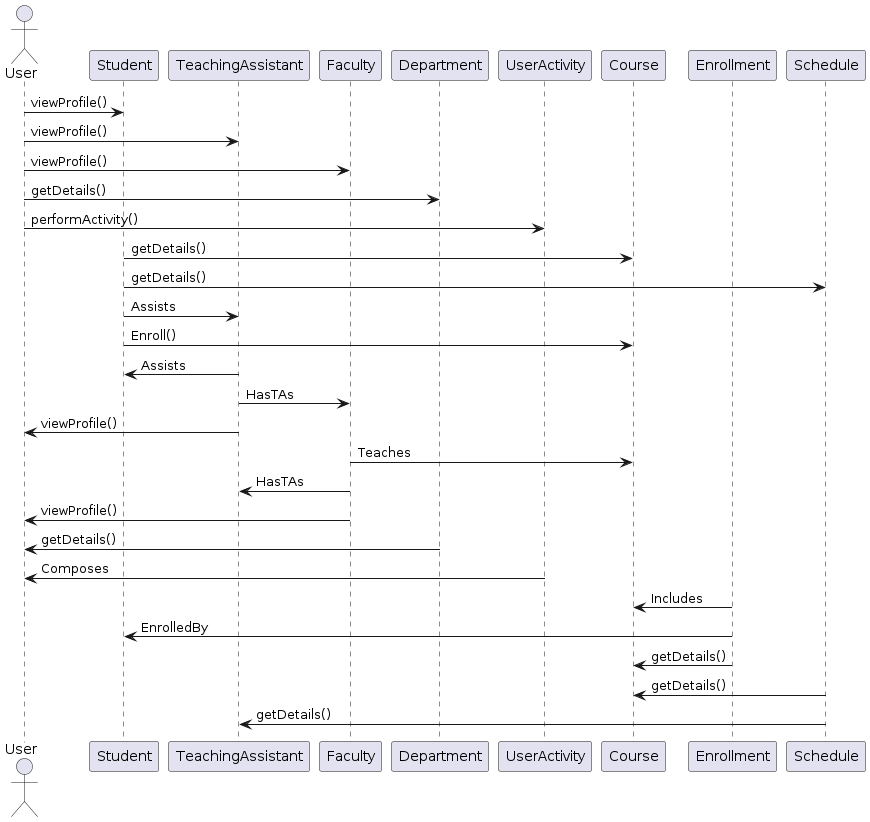 User
Student TeachingAssistant Faculty Department UserActivity Course Enrollment Schedule
viewProfile()
viewProfile()
viewProfile()
getDetails()
performActivity()
getDetails()
getDetails()
Assists
Enroll()
Assists
HasTAs
viewProfile()
Teaches
HasTAs
viewProfile()
getDetails()
Composes
Includes
EnrolledBy
getDetails()
getDetails()
getDetails()
User
Student TeachingAssistant Faculty Department UserActivity Course Enrollment Schedule